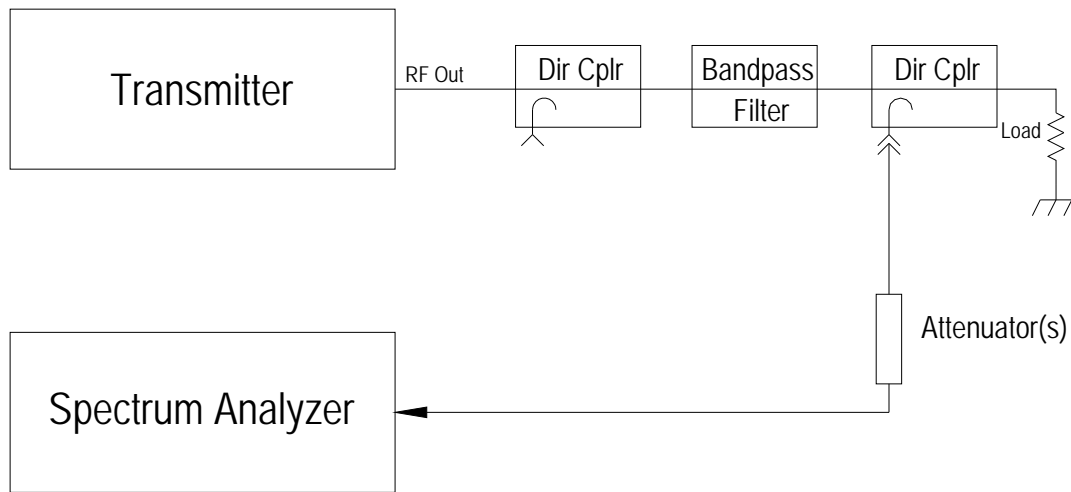 Transmitter
RF Out
Dir Cplr
Bandpass
Filter
Dir Cplr
Load
Attenuator(s)
Spectrum Analyzer